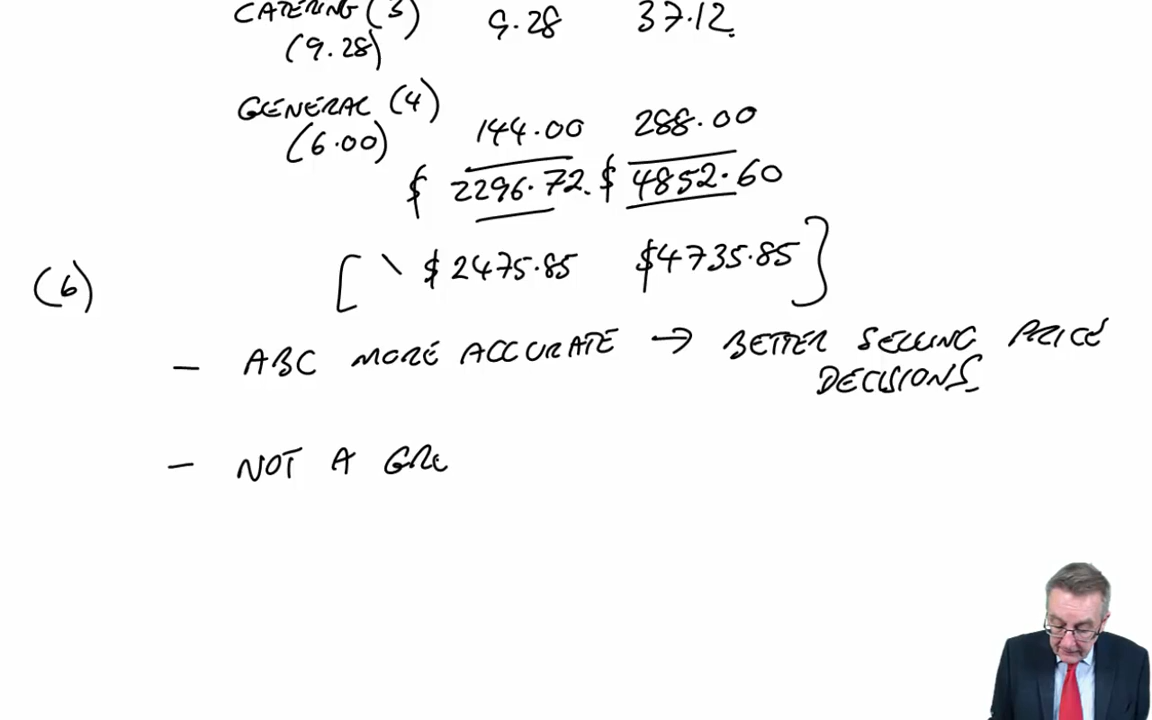 CATERING (3) 9.28 37.12
(9.28)
GENERAL (4) 144.00 288.00
(6.00)
$ 2296.72 $ 4852.60
(6) [ $ 2475.85 $4735.85 ]
- ABC MORE ACCURATE → BETTER SELLING PRICE
DECISIONS
- NOT A GRE